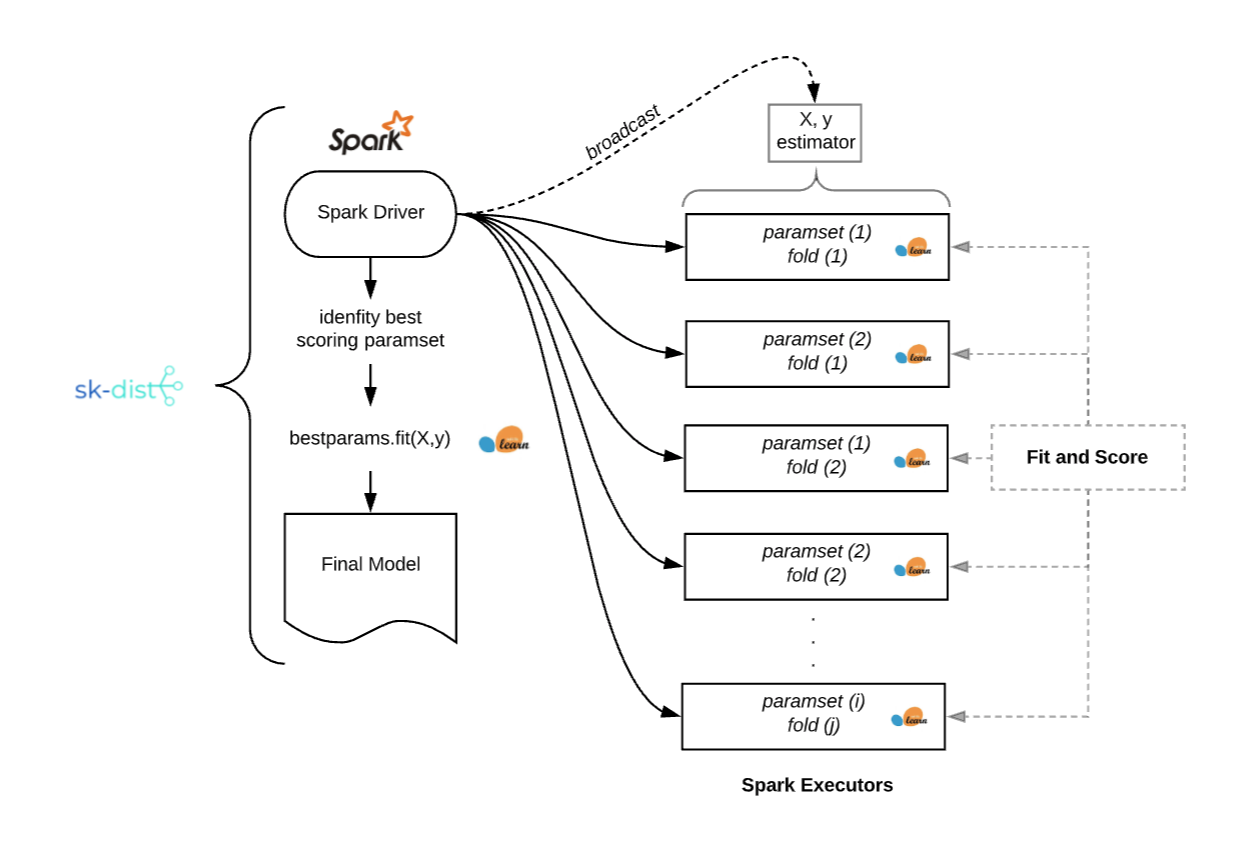 Spark
Spark Driver
idenfity best
scoring paramset
bestparams.fit(X,y)
learn
Final Model
sk-dist
broadcast
X, y
estimator
paramset (1)
fold (1)
learn
paramset (2)
fold (1)
learn
paramset (1)
fold (2)
learn
paramset (2)
fold (2)
learn
.
.
.
paramset (i)
fold (j)
learn
Spark Executors
Fit and Score